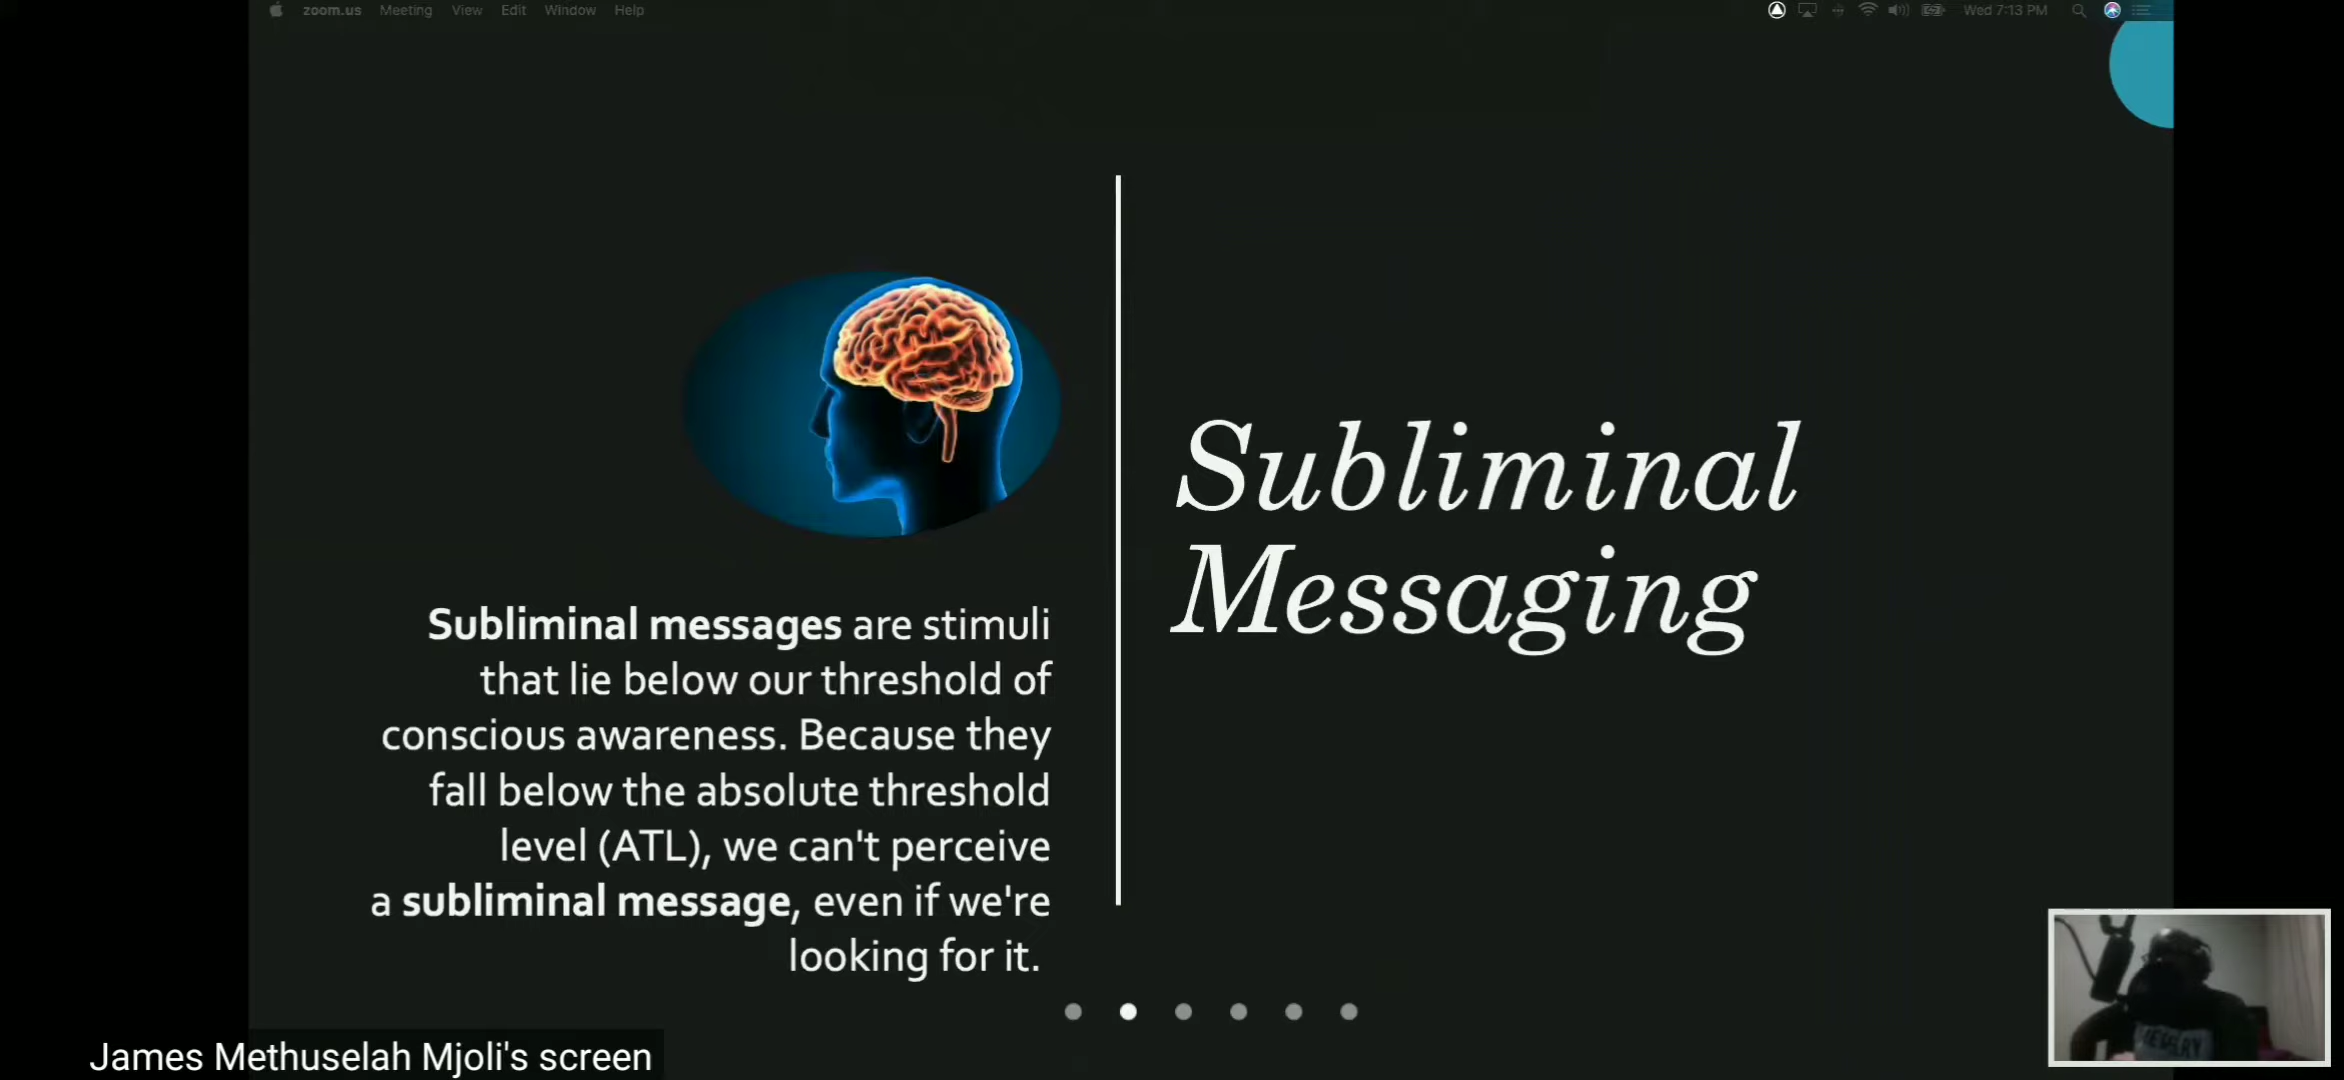 zoom.us Meeting View Edit Window Help Wed 7:13 PM
Subliminal messages are stimuli
that lie below our threshold of
conscious awareness. Because they
fall below the absolute threshold
level (ATL), we can't perceive
a subliminal message, even if we're
looking for it.
Subliminal
Messaging
James Methuselah Mjoli's screen